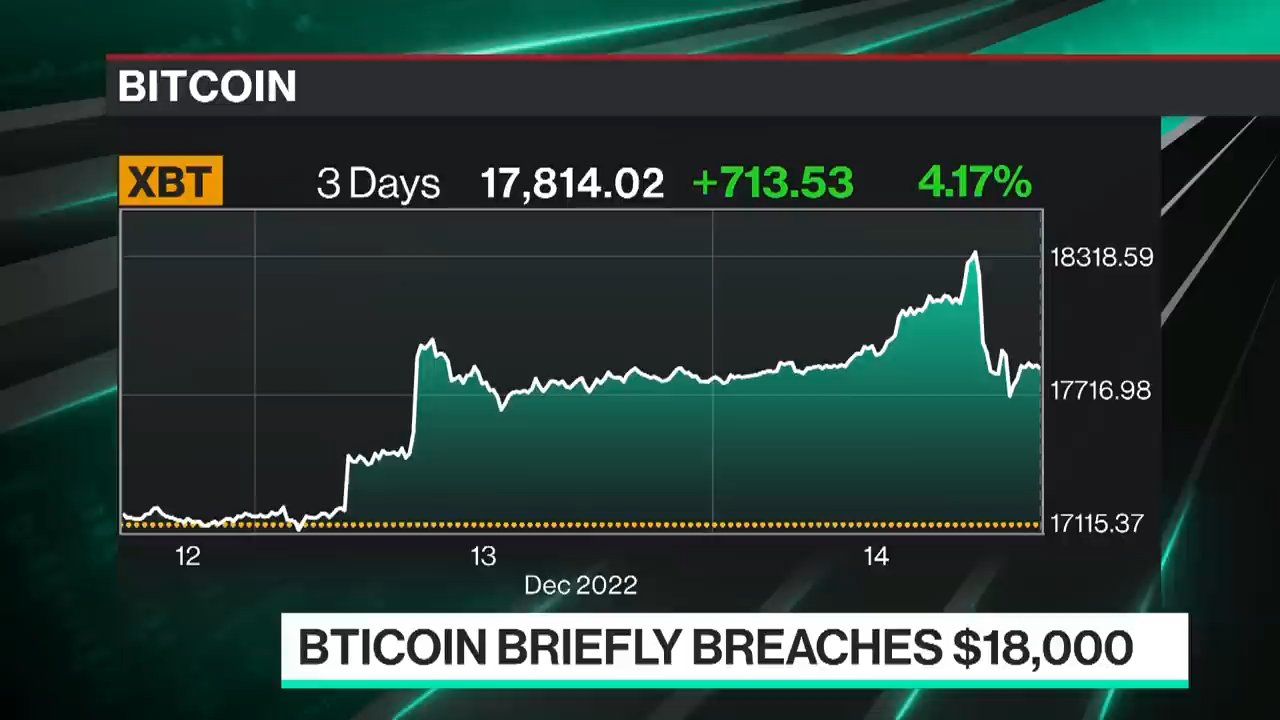 BITCOIN
XBT 3 Days 17,814.02 +713.53 4.17%
18318.59
17716.98
17115.37
12 13 14
Dec 2022
BTICOIN BRIEFLY BREACHES $18,000